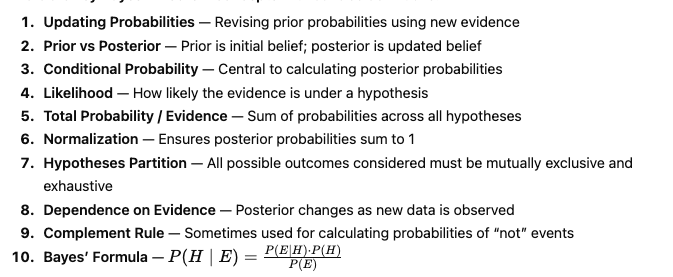 1. Updating Probabilities — Revising prior probabilities using new evidence
2. Prior vs Posterior — Prior is initial belief; posterior is updated belief
3. Conditional Probability — Central to calculating posterior probabilities
4. Likelihood — How likely the evidence is under a hypothesis
5. Total Probability / Evidence — Sum of probabilities across all hypotheses
6. Normalization — Ensures posterior probabilities sum to 1
7. Hypotheses Partition — All possible outcomes considered must be mutually exclusive and
exhaustive
8. Dependence on Evidence — Posterior changes as new data is observed
9. Complement Rule — Sometimes used for calculating probabilities of “not” events
10. Bayes’ Formula — P(H | E) = P(E|H)·P(H) / P(E)